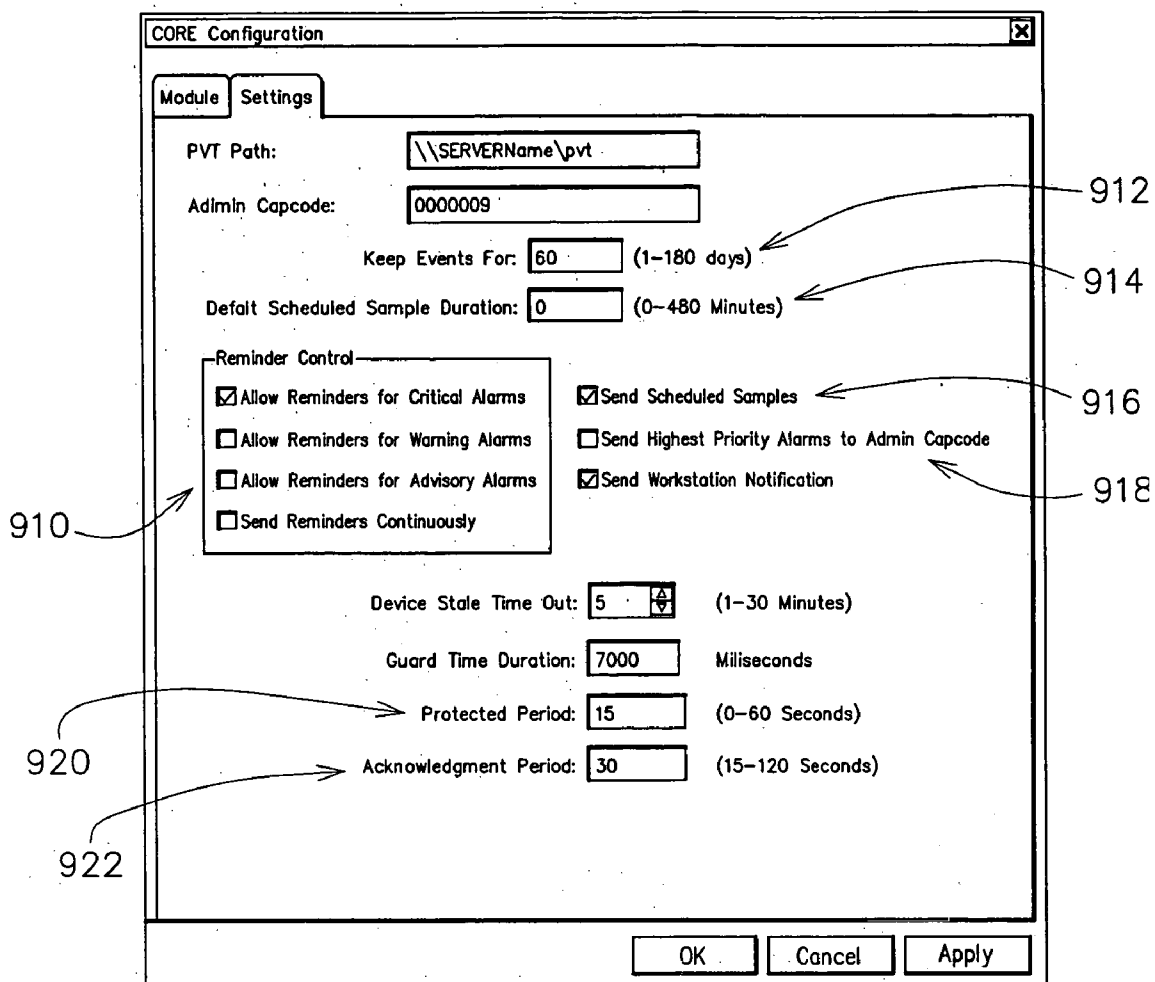 CORE Configuration
Module Settings
PVT Path: \\SERVERName\pvt
Adimin Capcode: 0000009
912
Keep Events For: 60 (1-180 days)
914
Defalt Scheduled Sample Duration: 0 (0-480 Minutes)
Reminder Control
Allow Reminders for Critical Alarms
Send Scheduled Samples
916
Allow Reminders for Warning Alarms
Send Highest Priority Alarms to Admin Capcode
Allow Reminders for Advisory Alarms
Send Workstation Notification
918
910
Send Reminders Continuously
Device Stale Time Out: 5 (1-30 Minutes)
Guard Time Duration: 7000 Miliseconds
Protected Period: 15 (0-60 Seconds)
920
Acknowledgment Period: 30 (15-120 Seconds)
922
OK Cancel Apply